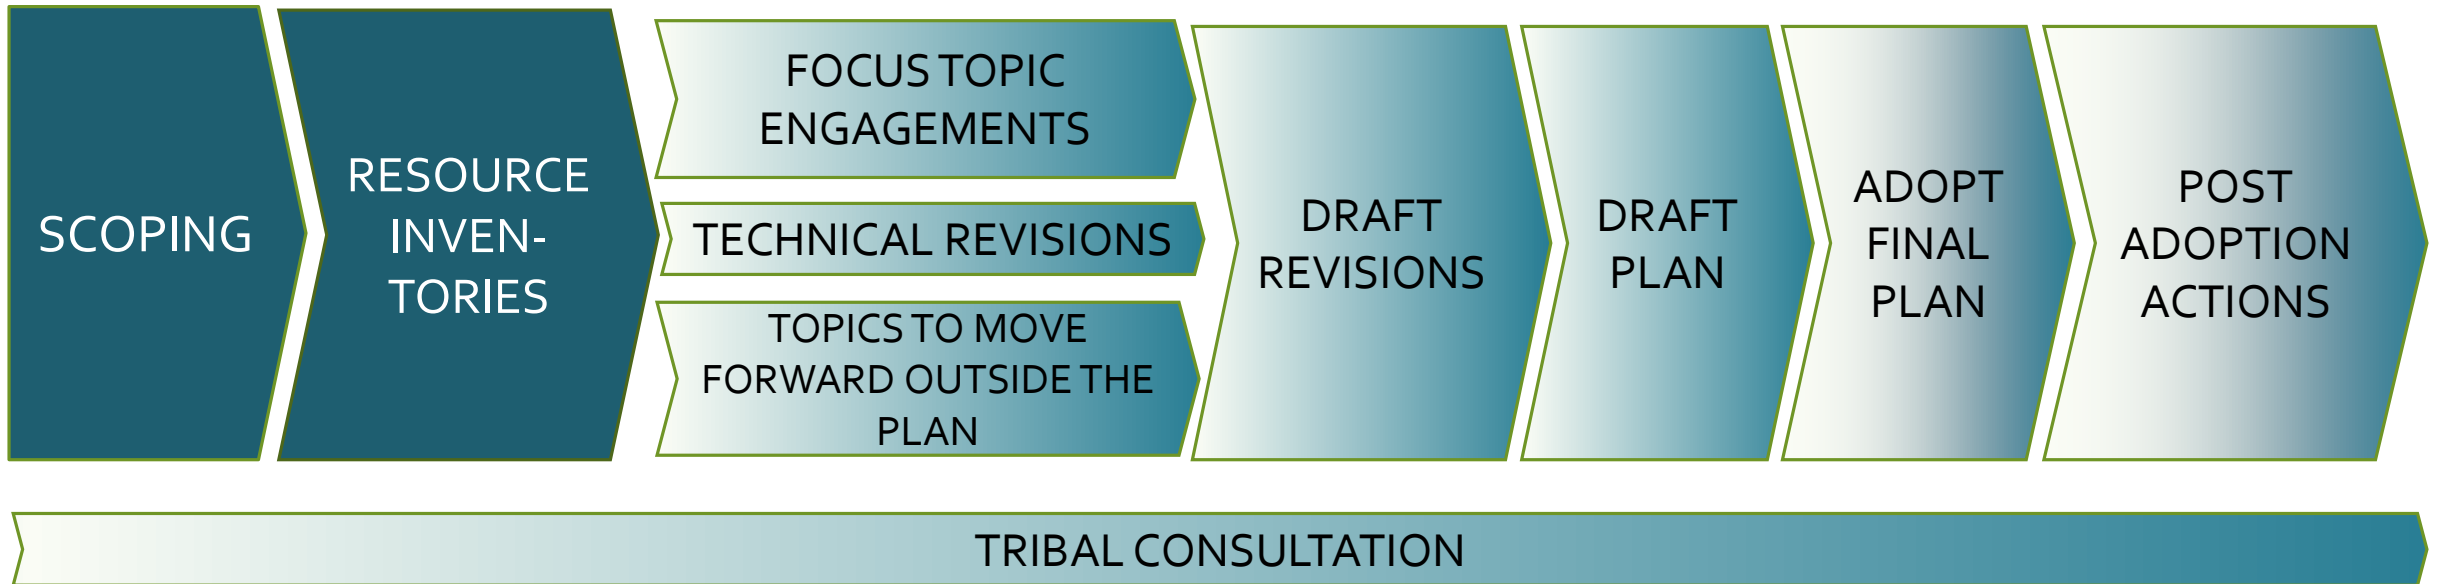 SCOPING
RESOURCE
INVEN-
TORIES
FOCUS TOPIC
ENGAGEMENTS
TECHNICAL REVISIONS
TOPICS TO MOVE
FORWARD OUTSIDE THE
PLAN
DRAFT
REVISIONS
DRAFT
PLAN
ADOPT
FINAL
PLAN
POST
ADOPTION
ACTIONS
TRIBAL CONSULTATION